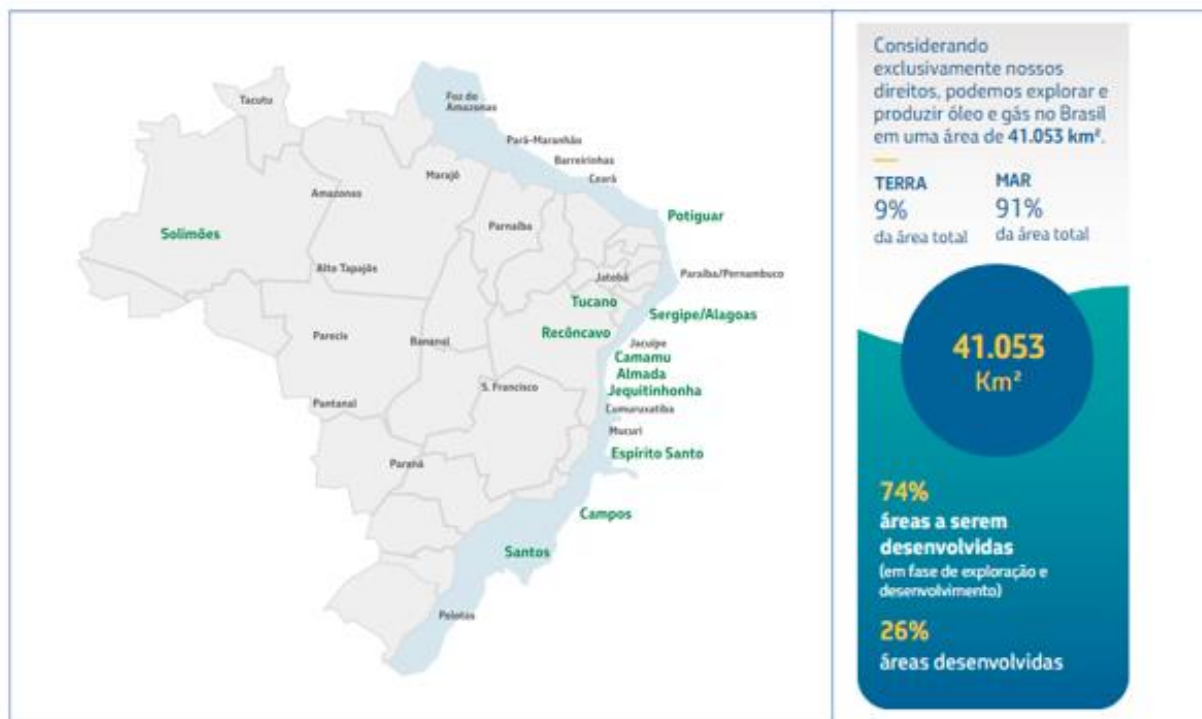 Tacutu
Foz do
Amazonas
Pará-Maranhão
Barreirinhas
Ceará
Marajó
Amazonas
Potiguar
Solimões
Parnaíba
Alto Tapajós
Jatobá
Paraíba/Pernambuco
Tucano
Sergipe/Alagoas
Parecis
Bananal
Recôncavo
Jacuípe
Camamu
Almada
Jequitinhonha
S. Francisco
Pantanal
Cumuruxatiba
Mucuri
Paraná
Espírito Santo
Campos
Santos
Pelotas
Considerando
exclusivamente nossos
direitos, podemos explorar e
produzir óleo e gás no Brasil
em uma área de 41.053 km².
TERRA
9%
da área total
MAR
91%
da área total
41.053
Km²
74%
áreas a serem
desenvolvidas
(em fase de exploração e
desenvolvimento)
26%
áreas desenvolvidas